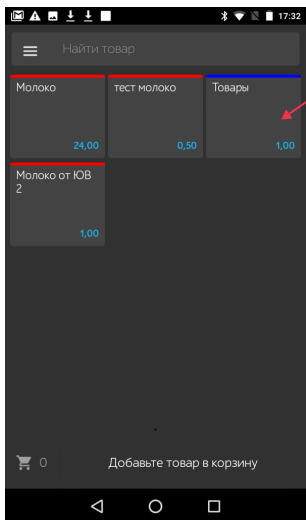 17:32
Найти товар
Молоко
тест молоко
Товары
24,00
0,50
1,00
Молоко от ЮВ
2
1,00
0
Добавьте товар в корзину